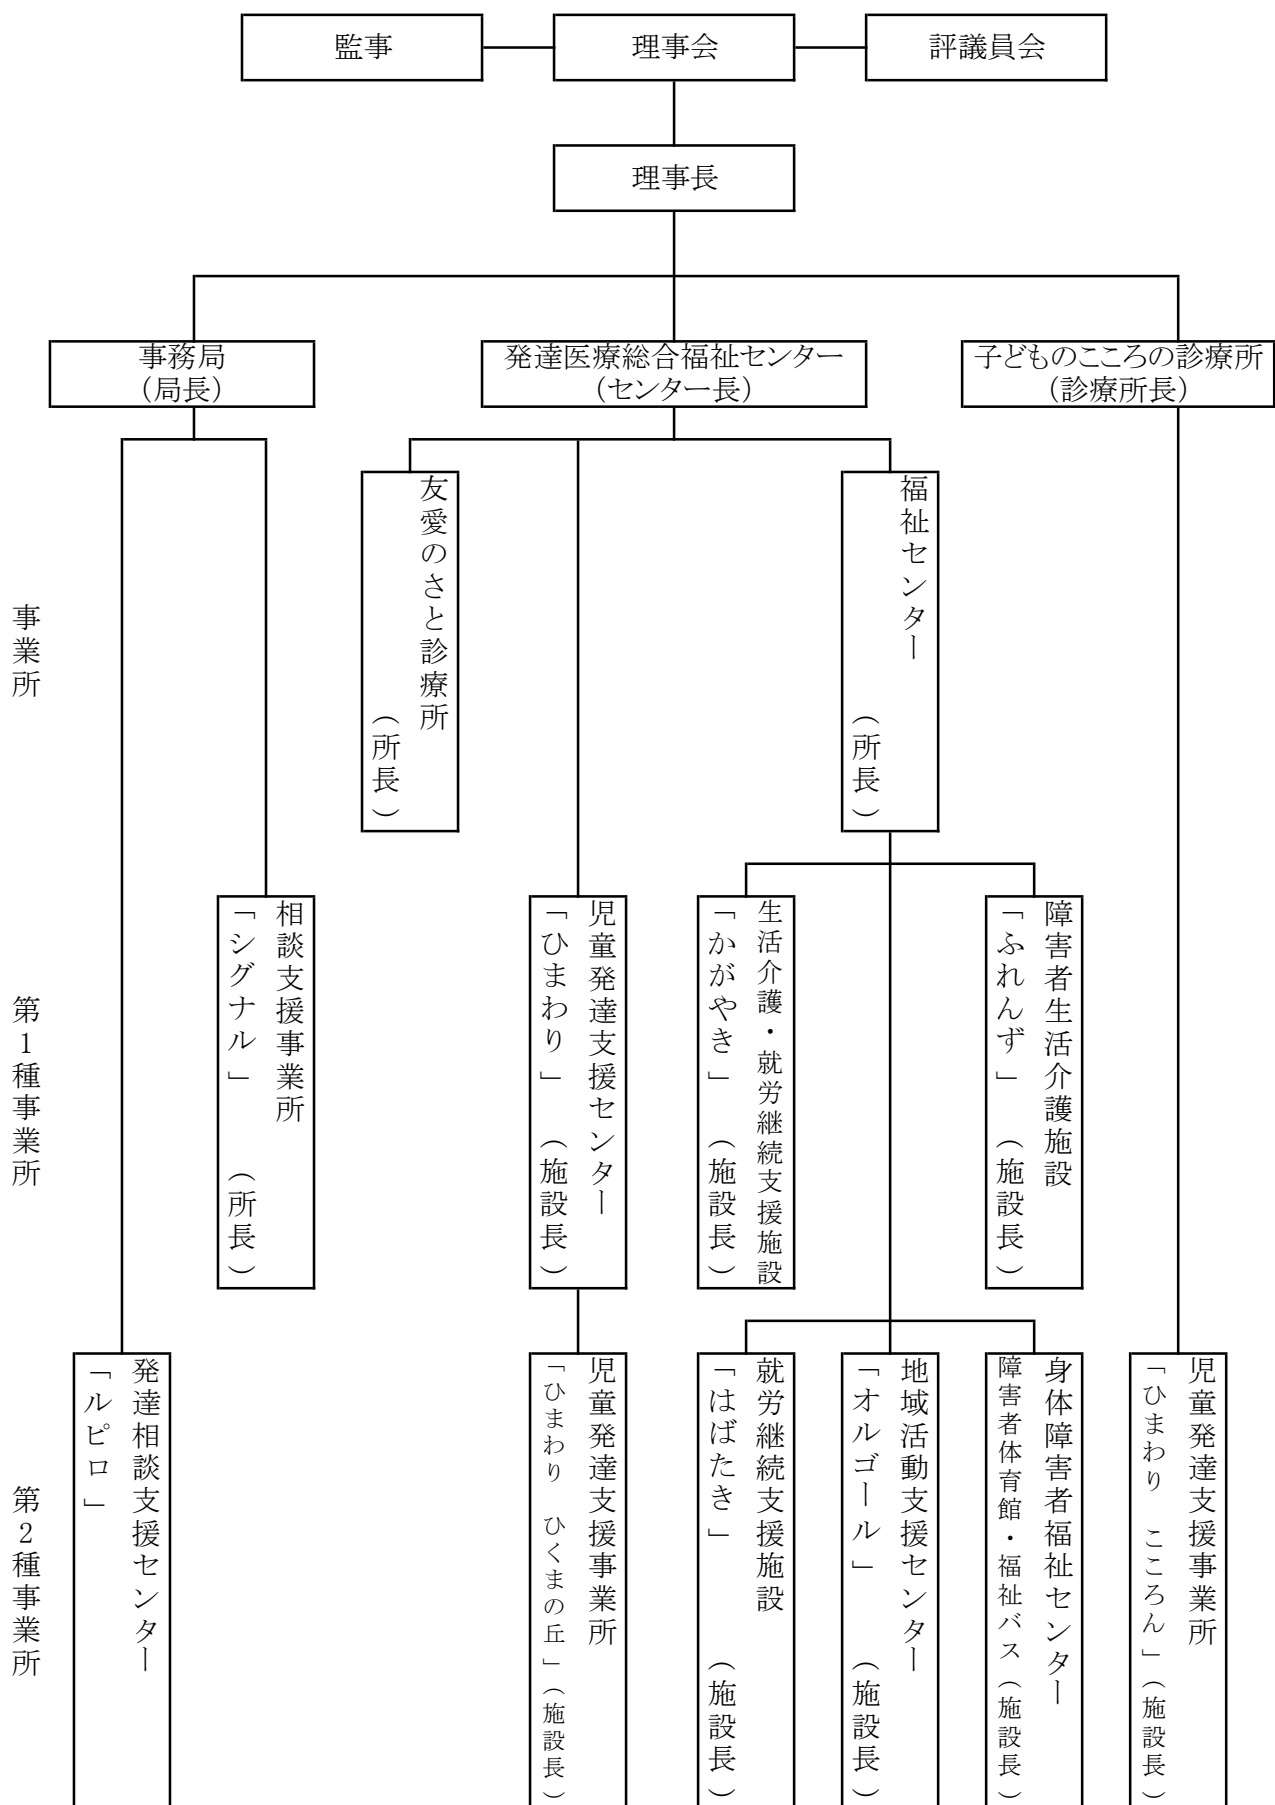 監事
理事会
評議員会
理事長
事務局
（局長）
発達医療総合福祉センター
（センター長）
子どものこころの診療所
（診療所長）
事業所
友愛のさと診療所
（所長）
福祉センター
（所長）
第1種事業所
相談支援事業所
「シグナル」　（所長）
児童発達支援センター
「ひまわり」（施設長）
生活介護・就労継続支援施設
「かがやき」（施設長）
障害者生活介護施設
「ふれんず」（施設長）
第2種事業所
発達相談支援センター
「ルピロ」
児童発達支援事業所
「ひまわり　ひくまの丘」（施設長）
就労継続支援施設
「はばたき」　（施設長）
地域活動支援センター
「オルゴール」　（施設長）
身体障害者福祉センター
障害者体育館・福祉バス（施設長）
児童発達支援事業所
「ひまわり　こころん」（施設長）